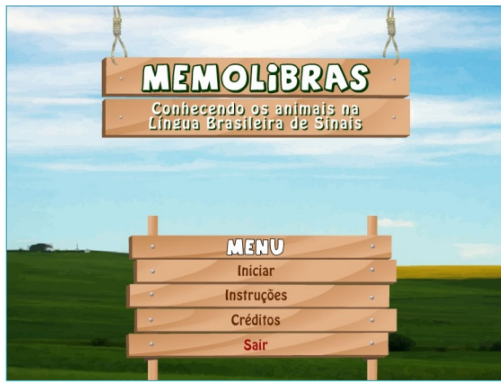 MEMOLiBRAS
Conhecendo os animais na
Língua Brasileira de Sinais
MENU
Iniciar
Instruções
Créditos
Sair